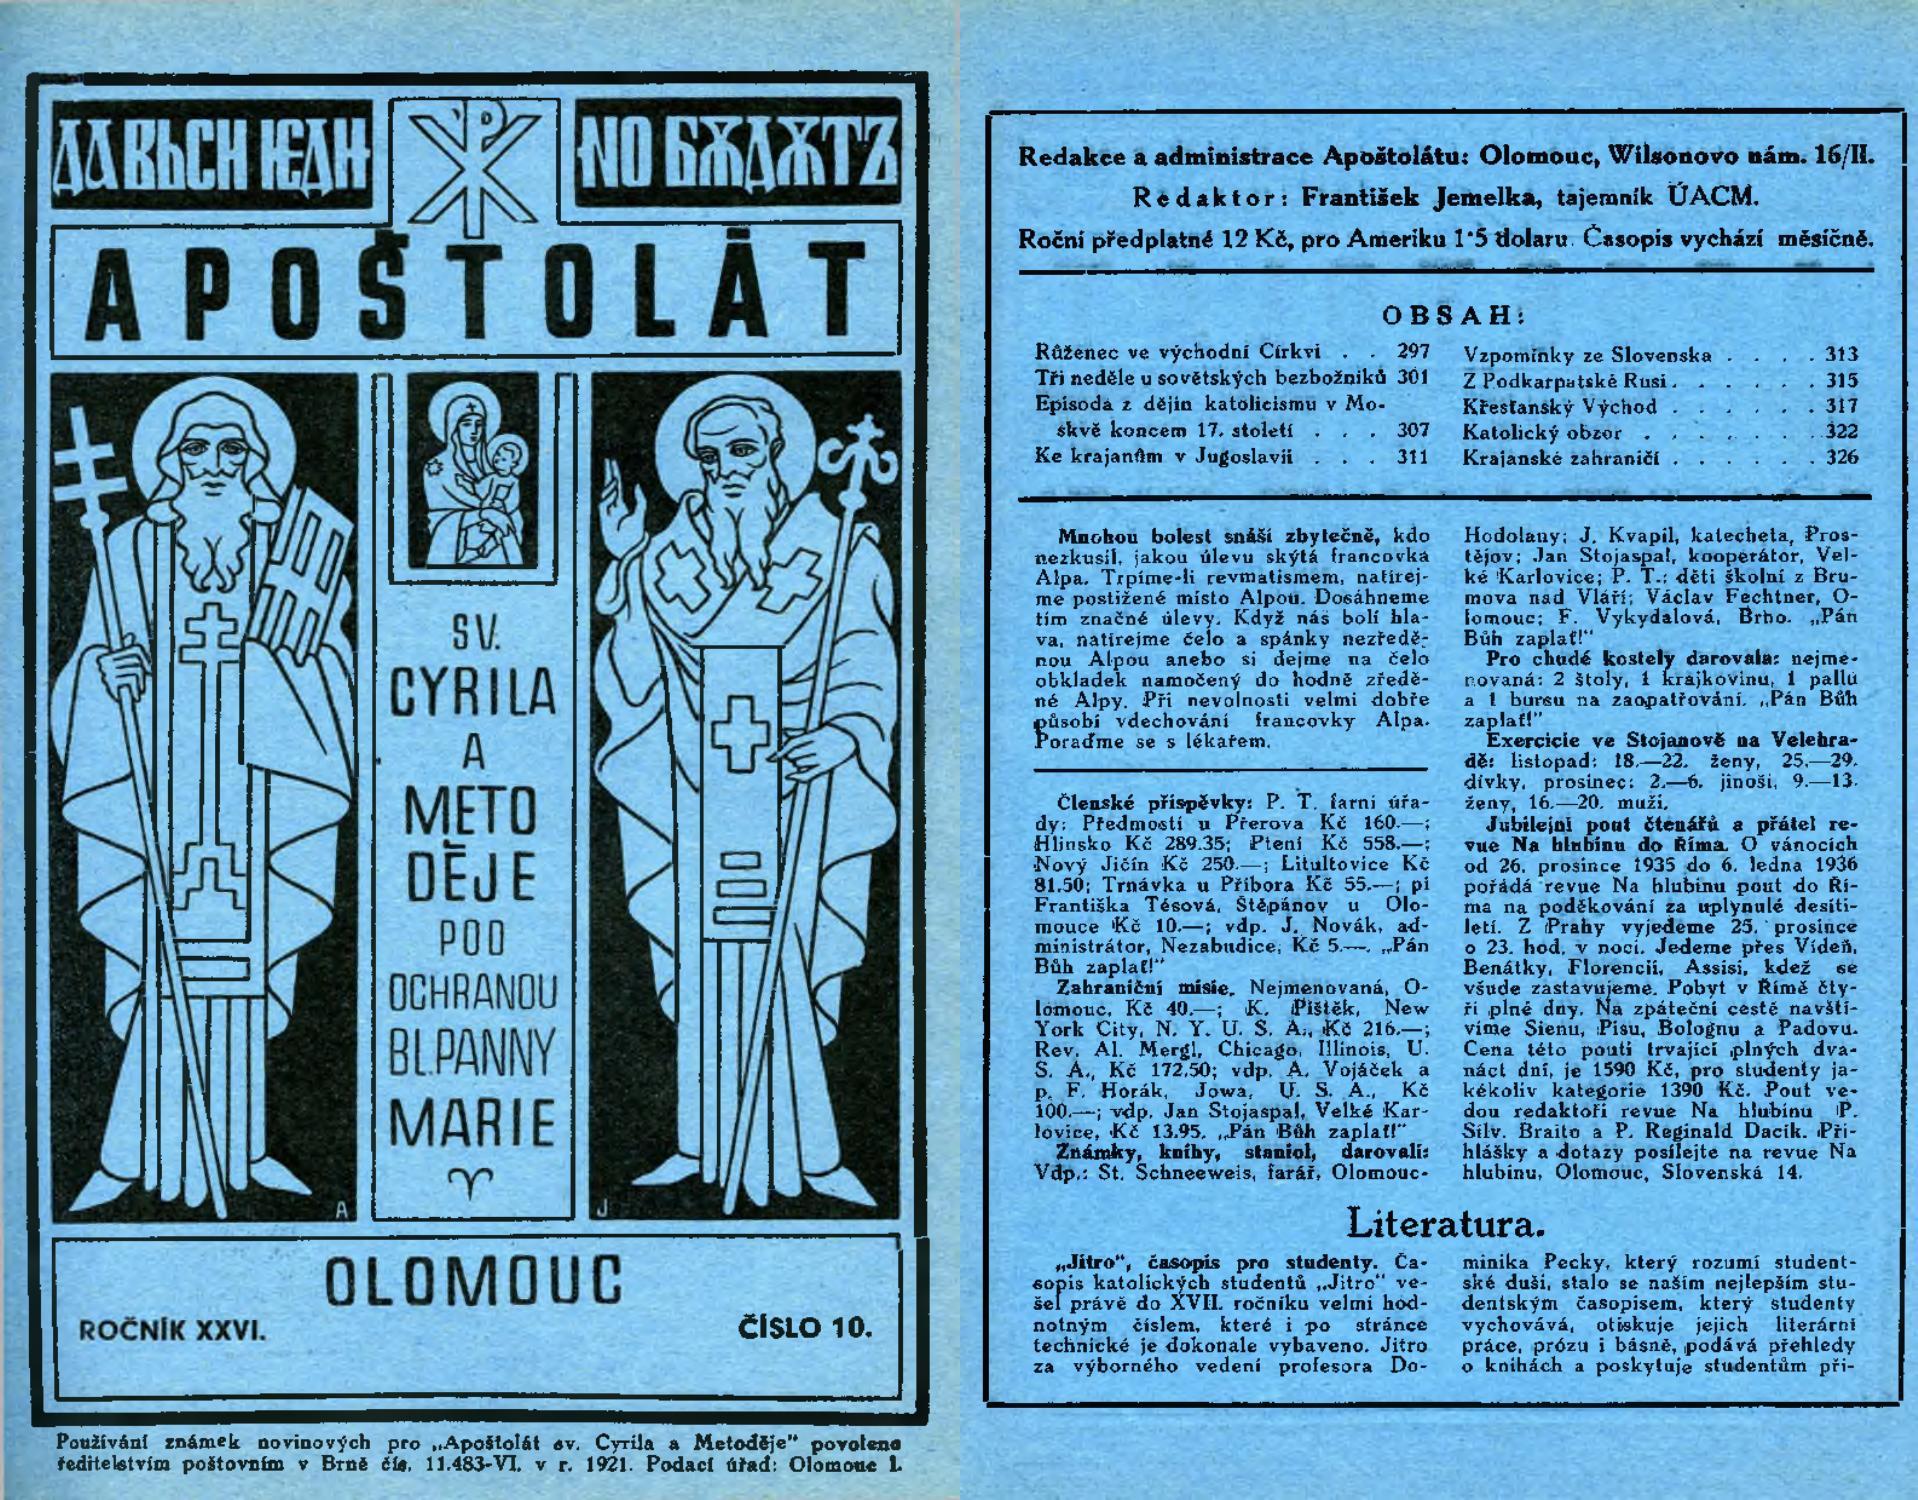 ДА ВЬСИ ѤДИ
NО БѪДѪТЪ
APOŠTOLÁT
SV.
CYRILA
A
METO
DĚJE
POD
OCHRANOU
BL.PANNY
MARIE
A
J
OLOMOUC
ROČNÍK XXVI.
ČÍSLO 10.
Používání známek novinových pro „Apoštolát sv. Cyrila a Metoděje" povoleno
ředitelstvím poštovním v Brně čís. 11.483-VI. v r. 1921. Podací úřad: Olomouc 1.
Redakce a administrace Apoštolátu: Olomouc, Wilsonovo nám. 16/II.
Redaktor: František Jemelka, tajemník ÚACM.
Roční předplatné 12 Kč, pro Ameriku 1·5 dolaru. Časopis vychází měsíčně.
OBSAH:
Růženec ve východní Církvi . . 297
Tři neděle u sovětských bezbožniků 301
Episoda z dějin katolicismu v Mo-
skvě koncem 17. století . . . 307
Ke krajanům v Jugoslavii . . . 311
Vzpomínky ze Slovenska . . . . 313
Z Podkarpatské Rusi . . . . . . 315
Křesťanský Východ . . . . . . 317
Katolický obzor . . . . . . . 322
Krajanské zahraničí . . . . . . 326
Mnohou bolest snáší zbytečně, kdo
nezkusil, jakou úlevu skýtá francovka
Alpa. Trpíme-li revmatismem, natírej-
me postižené místo Alpou. Dosáhneme
tím značné úlevy. Když nás bolí hla-
va, natírejme čelo a spánky nezředě-
nou Alpou anebo si dejme na čelo
obkladek namočený do hodně zředě-
né Alpy. Při nevolnosti velmi dobře
působí vdechování francovky Alpa.
Poraďme se s lékařem.
Členské příspěvky: P. T. farní úřa-
dy: Předmostí u Přerova Kč 160.—;
Hlinsko Kč 289.35; Ptení Kč 558.—;
Nový Jičín Kč 250.—; Litultovice Kč
81.50; Trnávka u Příbora Kč 55.—; pí
Františka Tésová, Štěpánov u Olo-
mouce Kč 10.—; vdp. J. Novák, ad-
ministrátor, Nezabudice, Kč 5.—. „Pán
Bůh zaplať!"
Zahraniční misie. Nejmenovaná, O-
lomouc, Kč 40.—; K. Pištěk, New
York City, N. Y. U. S. A., Kč 216.—;
Rev. Al. Mergl, Chicago, Illinois, U.
S. A., Kč 172.50; vdp. A. Vojáček a
p. F. Horák, Jowa, U. S. A., Kč
100.—; vdp. Jan Stojaspal, Velké Kar-
lovice, Kč 13.95. „Pán Bůh zaplať!"
Známky, knihy, staniol, darovali:
Vdp.: St. Schneeweis, farář, Olomouc-
Hodolany; J. Kvapil, katecheta, Pros-
tějov; Jan Stojaspal, kooperátor, Vel-
ké Karlovice; P. T.: děti školní z Bru-
mova nad Vláří; Václav Fechtner, O-
lomouc; F. Vykydalová, Brno. „Pán
Bůh zaplať!"
Pro chudé kostely darovala: nejme-
novaná: 2 štoly, 1 krajkovinu, 1 pallu
a 1 bursu na zaopatřování. „Pán Bůh
zaplať!"
Exercicie ve Stojanově na Velehra-
dě: listopad: 18.—22. ženy, 25.—29.
dívky, prosinec: 2.—6. jinoši, 9.—13.
ženy, 16.—20. muži.
Jubilejní pouť čtenářů a přátel re-
vue Na hlubinu do Říma. O vánocích
od 26. prosince 1935 do 6. ledna 1936
pořádá revue Na hlubinu pouť do Ří-
ma na poděkování za uplynulé desíti-
letí. Z Prahy vyjedeme 25. prosince
o 23. hod. v noci. Jedeme přes Vídeň,
Benátky, Florencii, Assisi, kdež se
všude zastavujeme. Pobyt v Římě čty-
ři plné dny. Na zpáteční cestě navští-
víme Sienu, Pisu, Bolognu a Padovu.
Cena této pouti trvající plných dva-
náct dní, je 1590 Kč, pro studenty ja-
kékoliv kategorie 1390 Kč. Pouť ve-
dou redaktoři revue Na hlubinu P.
Silv. Braito a P. Reginald Dacík. Při-
hlášky a dotazy posílejte na revue Na
hlubinu, Olomouc, Slovenská 14.
Literatura.
„Jitro", časopis pro studenty. Ča-
sopis katolických studentů „Jitro" ve-
šel právě do XVII. ročníku velmi hod-
notným číslem, které i po stránce
technické je dokonale vybaveno. Jitro
za výborného vedení profesora Do-
minika Pecky, který rozumí student-
ské duši, stalo se naším nejlepším stu-
dentským časopisem, který studenty
vychovává, otiskuje jejich literární
práce, prózu i básně, podává přehledy
o knihách a poskytuje studentům při-